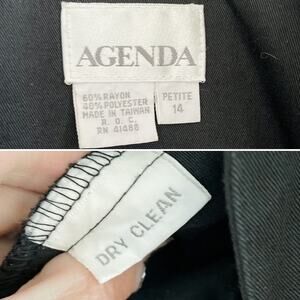 AGENDA
60% RAYON
40% POLYESTER
MADE IN TAIWAN
R. O. C.
RN 41488
PETITE
14
DRY CLEAN